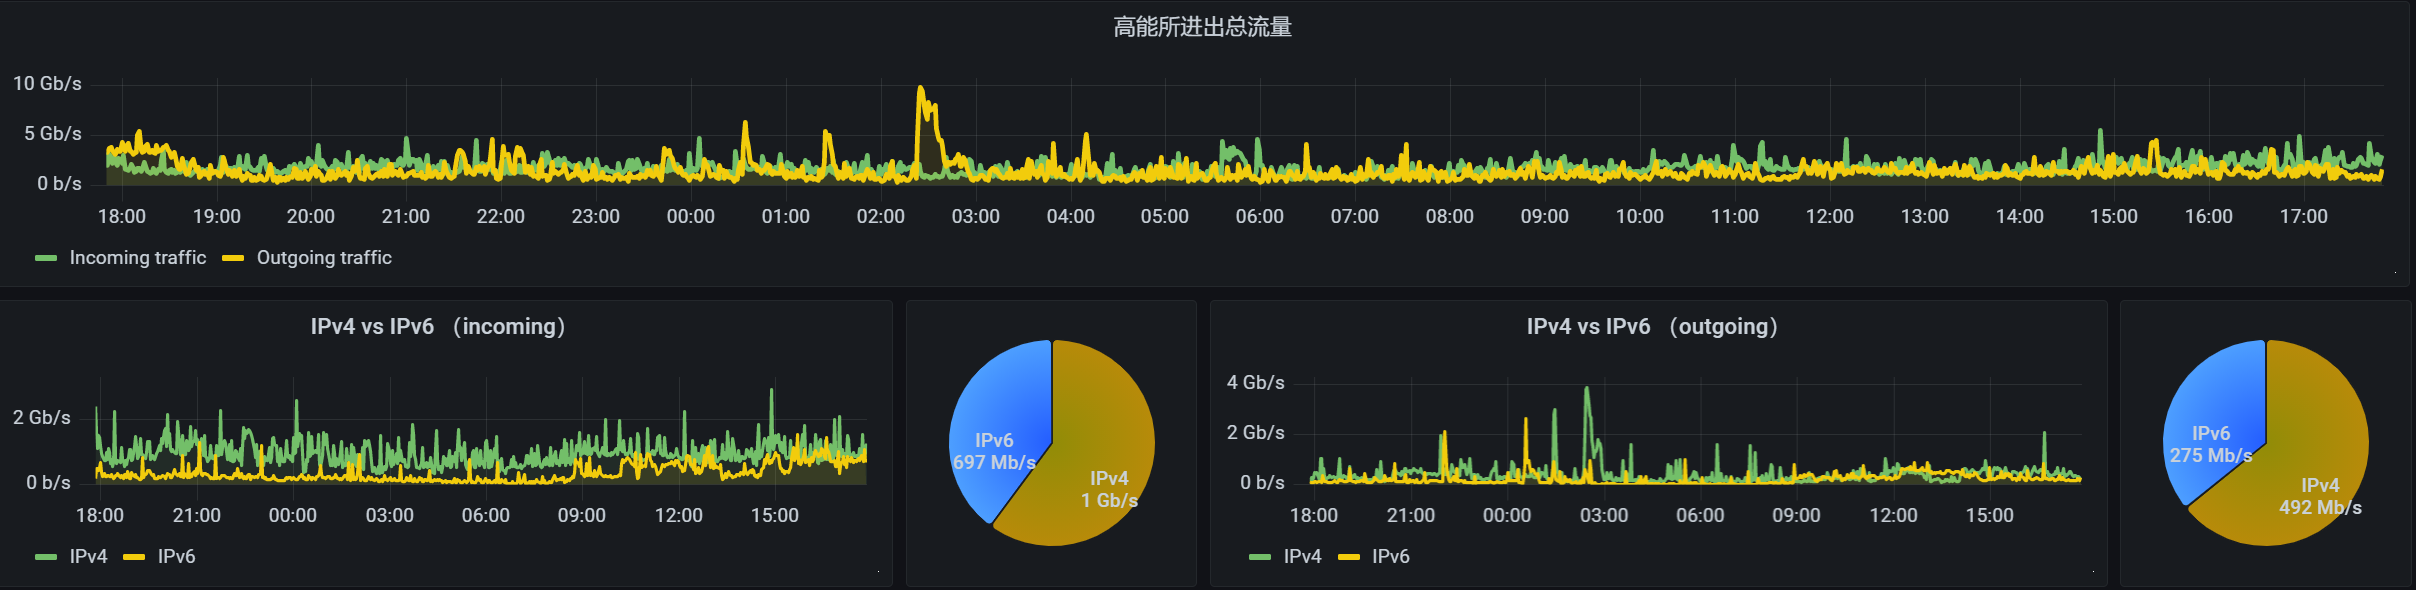 高能所进出总流量
10 Gb/s
5 Gb/s
0 b/s
18:00 19:00 20:00 21:00 22:00 23:00 00:00 01:00 02:00 03:00 04:00 05:00 06:00 07:00 08:00 09:00 10:00 11:00 12:00 13:00 14:00 15:00 16:00 17:00
Incoming traffic Outgoing traffic
IPv4 vs IPv6 （incoming）
2 Gb/s
0 b/s
18:00 21:00 00:00 03:00 06:00 09:00 12:00 15:00
IPv4 IPv6
IPv6
697 Mb/s
IPv4
1 Gb/s
IPv4 vs IPv6 （outgoing）
4 Gb/s
2 Gb/s
0 b/s
18:00 21:00 00:00 03:00 06:00 09:00 12:00 15:00
IPv4 IPv6
IPv6
275 Mb/s
IPv4
492 Mb/s